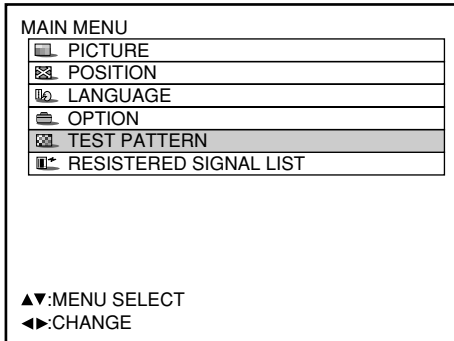 MAIN MENU
PICTURE
POSITION
LANGUAGE
OPTION
TEST PATTERN
RESISTERED SIGNAL LIST
▲▼:MENU SELECT
◀▶:CHANGE